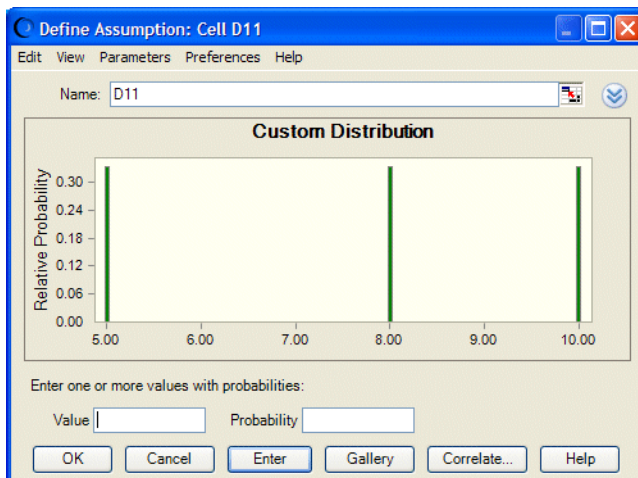 Define Assumption: Cell D11
Edit View Parameters Preferences Help
Name: D11
Custom Distribution
Relative Probability
0.30
0.24
0.18
0.12
0.06
0.00
5.00 6.00 7.00 8.00 9.00 10.00
Enter one or more values with probabilities:
Value Probability
OK Cancel Enter Gallery Correlate... Help